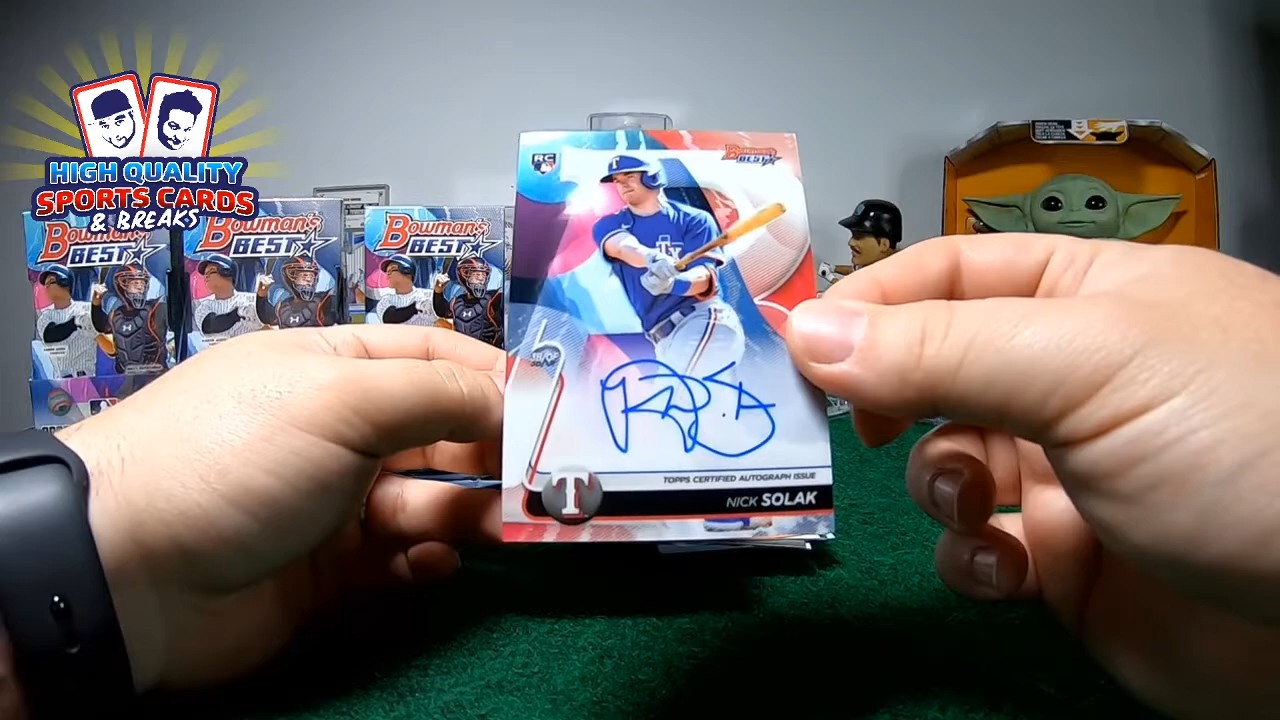 HIGH QUALITY
SPORTS CARDS
& BREAKS
Bowman's
BEST
Bowman's
BEST
Bowman's
BEST
RC
Bowman's
BEST
T
TOPPS CERTIFIED AUTOGRAPH ISSUE
NICK SOLAK
T